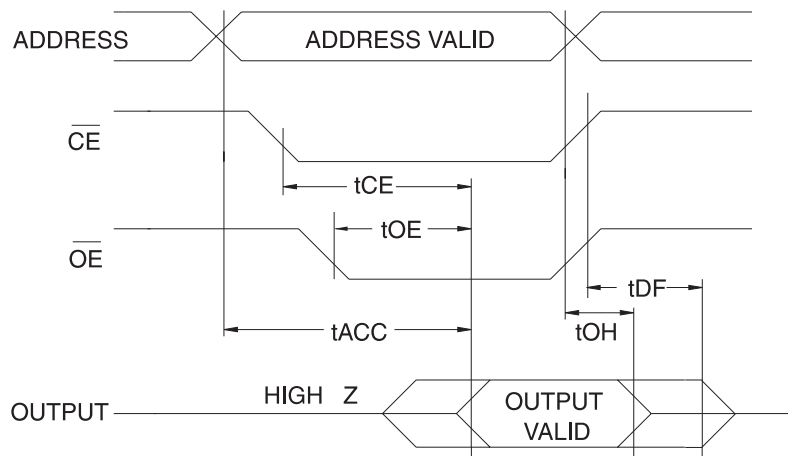 ADDRESS
ADDRESS VALID
CE
tCE
tOE
OE
tDF
tACC
tOH
HIGH Z
OUTPUT
OUTPUT
VALID